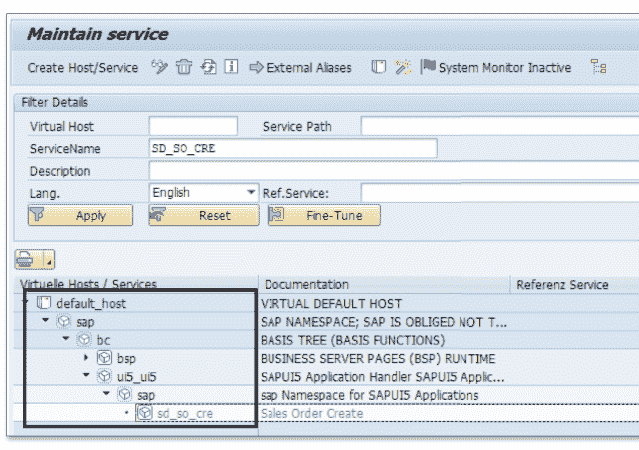 Maintain service
Create Host/Service External Aliases System Monitor Inactive
Filter Details
Virtual Host Service Path
ServiceName SD_SO_CRE
Description
Lang. English Ref.Service:
Apply Reset Fine-Tune
Virtuelle Hosts / Services Documentation Referenz Service
default_host VIRTUAL DEFAULT HOST
sap SAP NAMESPACE; SAP IS OBLIGED NOT T...
bc BASIS TREE (BASIS FUNCTIONS)
bsp BUSINESS SERVER PAGES (BSP) RUNTIME
ui5_ui5 SAPUI5 Application Handler SAPUI5 Applic...
sap sap Namespace for SAPUI5 Applications
sd_so_cre Sales Order Create